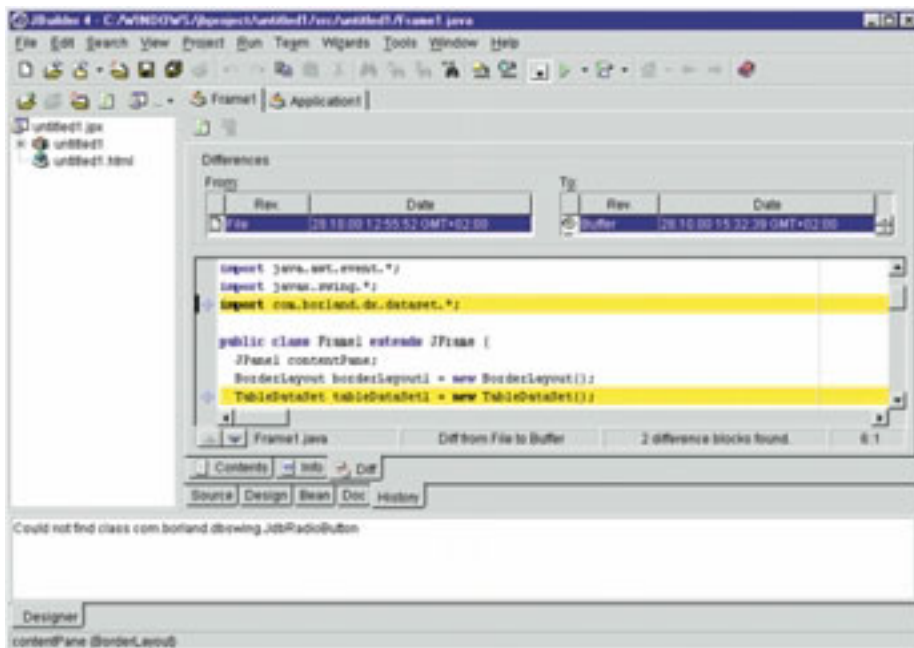 JBuilder 4 - C:/WINDOWS/jbproject/untitled1/src/untitled1/Frame1.java
File Edit Search View Project Run Team Wizards Tools Window Help
Frame1 Application1
untitled1.jpx
untitled1
untitled1.html
Differences
From: To:
Rev. Date Rev. Date
File 28.10.00 12:55:52 GMT+02:00 Buffer 28.10.00 15:32:39 GMT+02:00
import java.awt.event.*;
import javax.swing.*;
import com.borland.dx.dataset.*;
public class Frame1 extends JFrame {
JPanel contentPane;
BorderLayout borderLayout1 = new BorderLayout();
TableDataSet tableDataSet1 = new TableDataSet();
Frame1.java Diff from File to Buffer 2 difference blocks found. 6:1
Contents Info Diff
Source Design Bean Doc History
Could not find class com.borland.dbswing.JdbRadioButton
Designer
contentPane (BorderLayout)